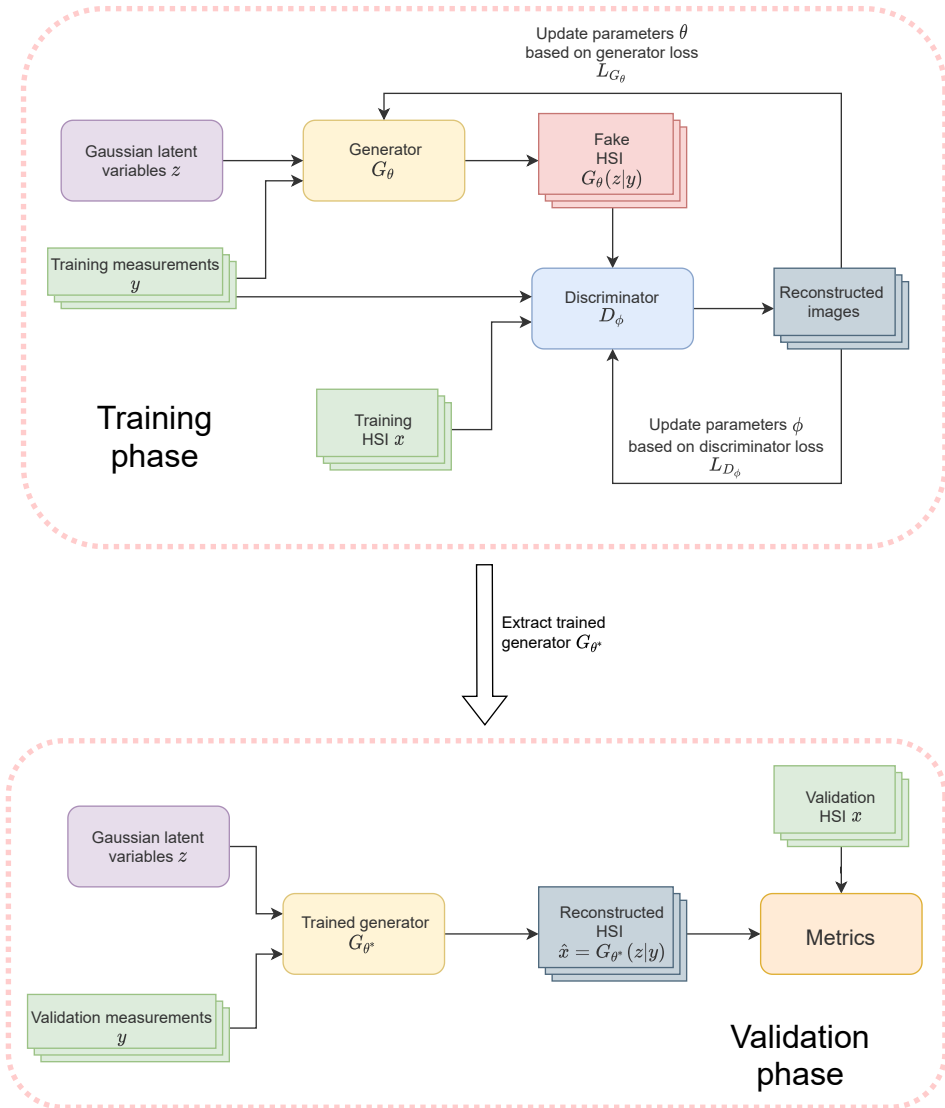 Update parameters θ
based on generator loss
L_{G_θ}
Gaussian latent
variables z
Generator
G_θ
Fake
HSI
G_θ(z|y)
Training measurements
y
Discriminator
D_ϕ
Reconstructed
images
Training
HSI x
Training
phase
Update parameters ϕ
based on discriminator loss
L_{D_ϕ}
Extract trained
generator G_{θ*}
Validation
HSI x
Gaussian latent
variables z
Trained generator
G_{θ*}
Reconstructed
HSI
x̂ = G_{θ*}(z|y)
Metrics
Validation measurements
y
Validation
phase